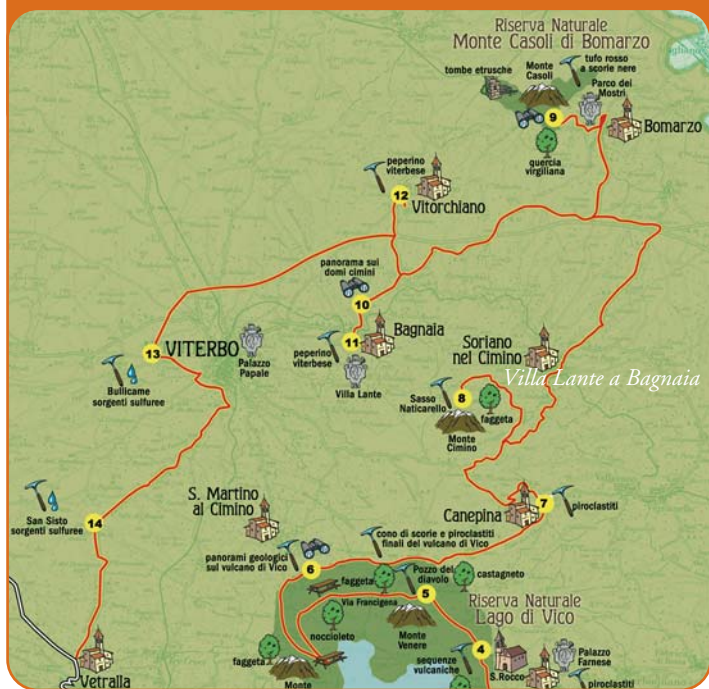 Riserva Naturale
Monte Casoli di Bomarzo
tombe etrusche
Monte
Casoli
tufo rosso
a scorie nere
Parco dei
Mostri
9
Bomarzo
quercia
virgiliana
peperino
viterbese
12
Vitorchiano
panorama sui
domi cimini
10
11
Bagnaia
peperino
viterbese
Villa Lante
13
VITERBO
Palazzo
Papale
Bullicame
sorgenti sulfuree
Soriano
nel Cimino
Villa Lante a Bagnaia
Sasso
Naticarello
8
faggeta
Monte
Cimino
San Sisto
sorgenti sulfuree
14
S. Martino
al Cimino
Canepina
7
piroclastiti
cono di scorie e piroclastiti
finali del vulcano di Vico
panorami geologici
sul vulcano di Vico
6
faggeta
Pozzo del
diavolo
castagneto
Via Francigena
5
noccioleto
Monte
Venere
Riserva Naturale
Lago di Vico
4
sequenze
vulcaniche
S.Rocco
Palazzo
Farnese
piroclastiti
faggeta
Monte
Vetralla